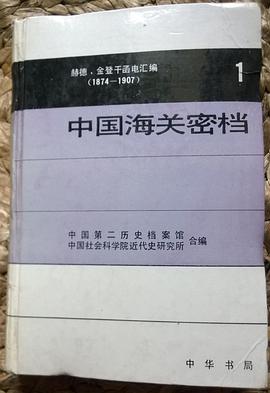 赫德、金登干函电汇编
(1874—1907)
1
中国海关密档
中国第二历史档案馆
中国社会科学院近代史研究所
合编
中华书局